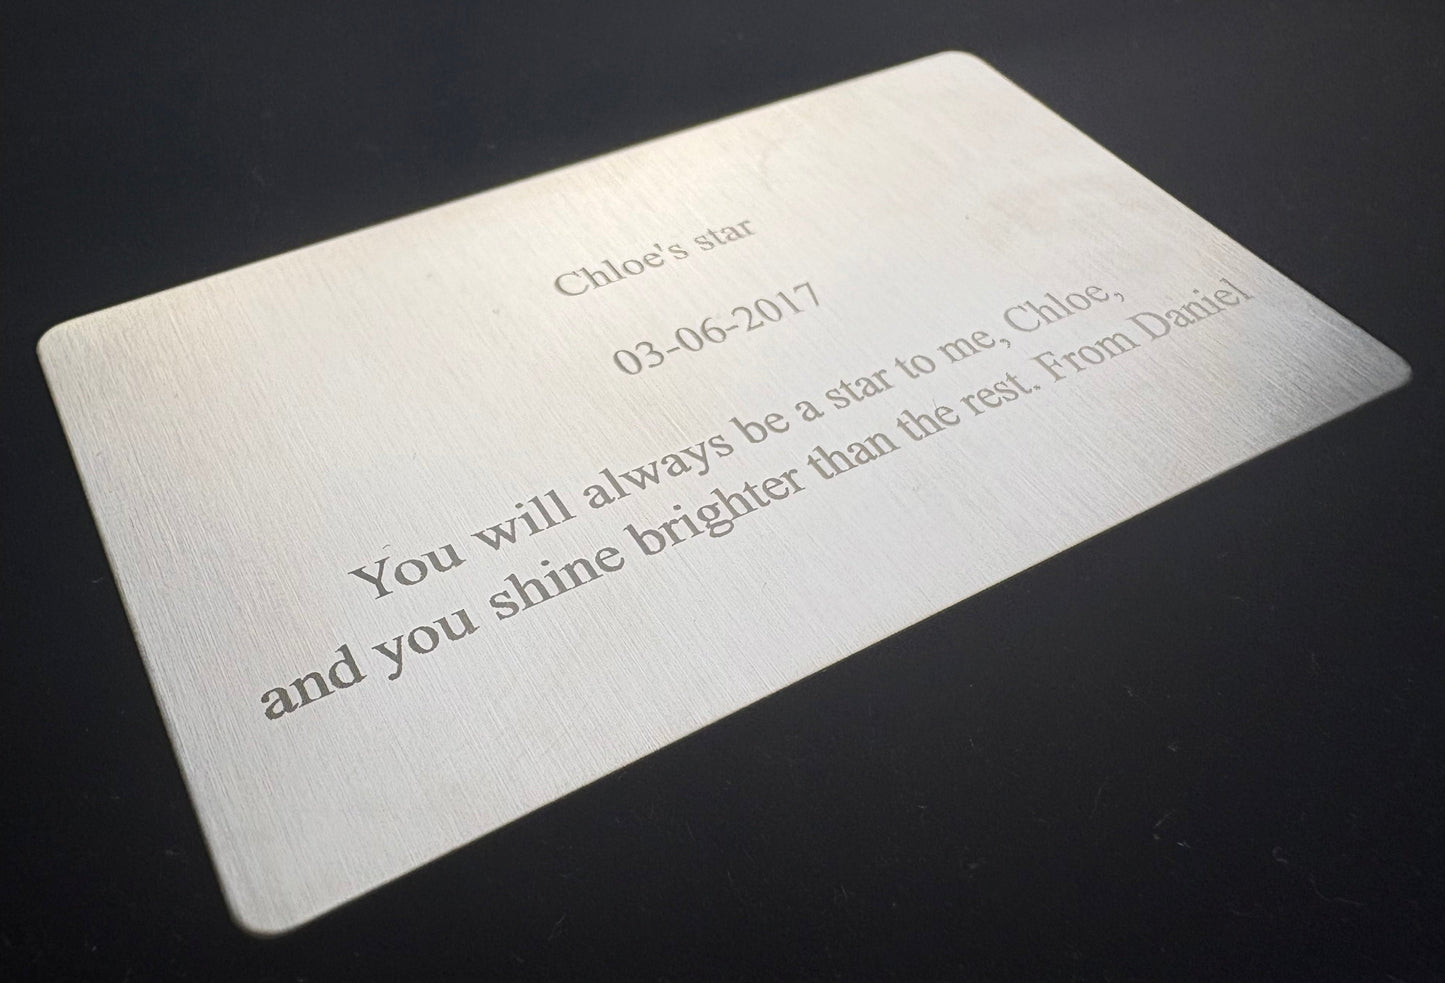 Chloe's star
03-06-2017
You will always be a star to me, Chloe,
and you shine brighter than the rest. From Daniel